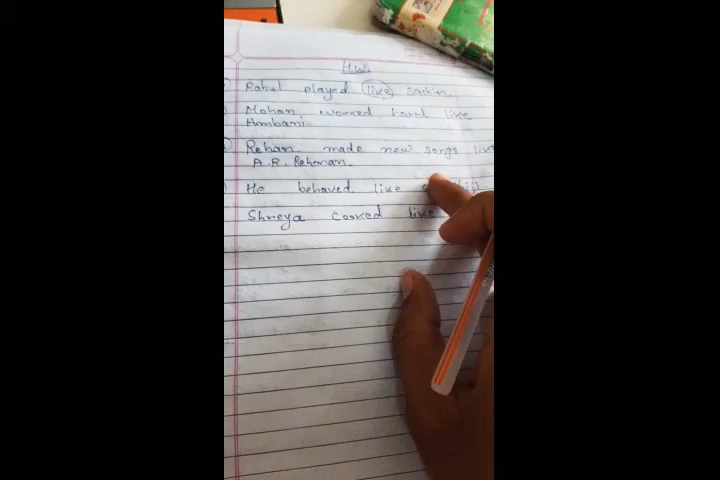 Rahul played like Sachin.
Mohan worked hard like
Ambani.
Rehan made new songs like
A.R. Rehman.
He behaved like a
Shreya cooked like